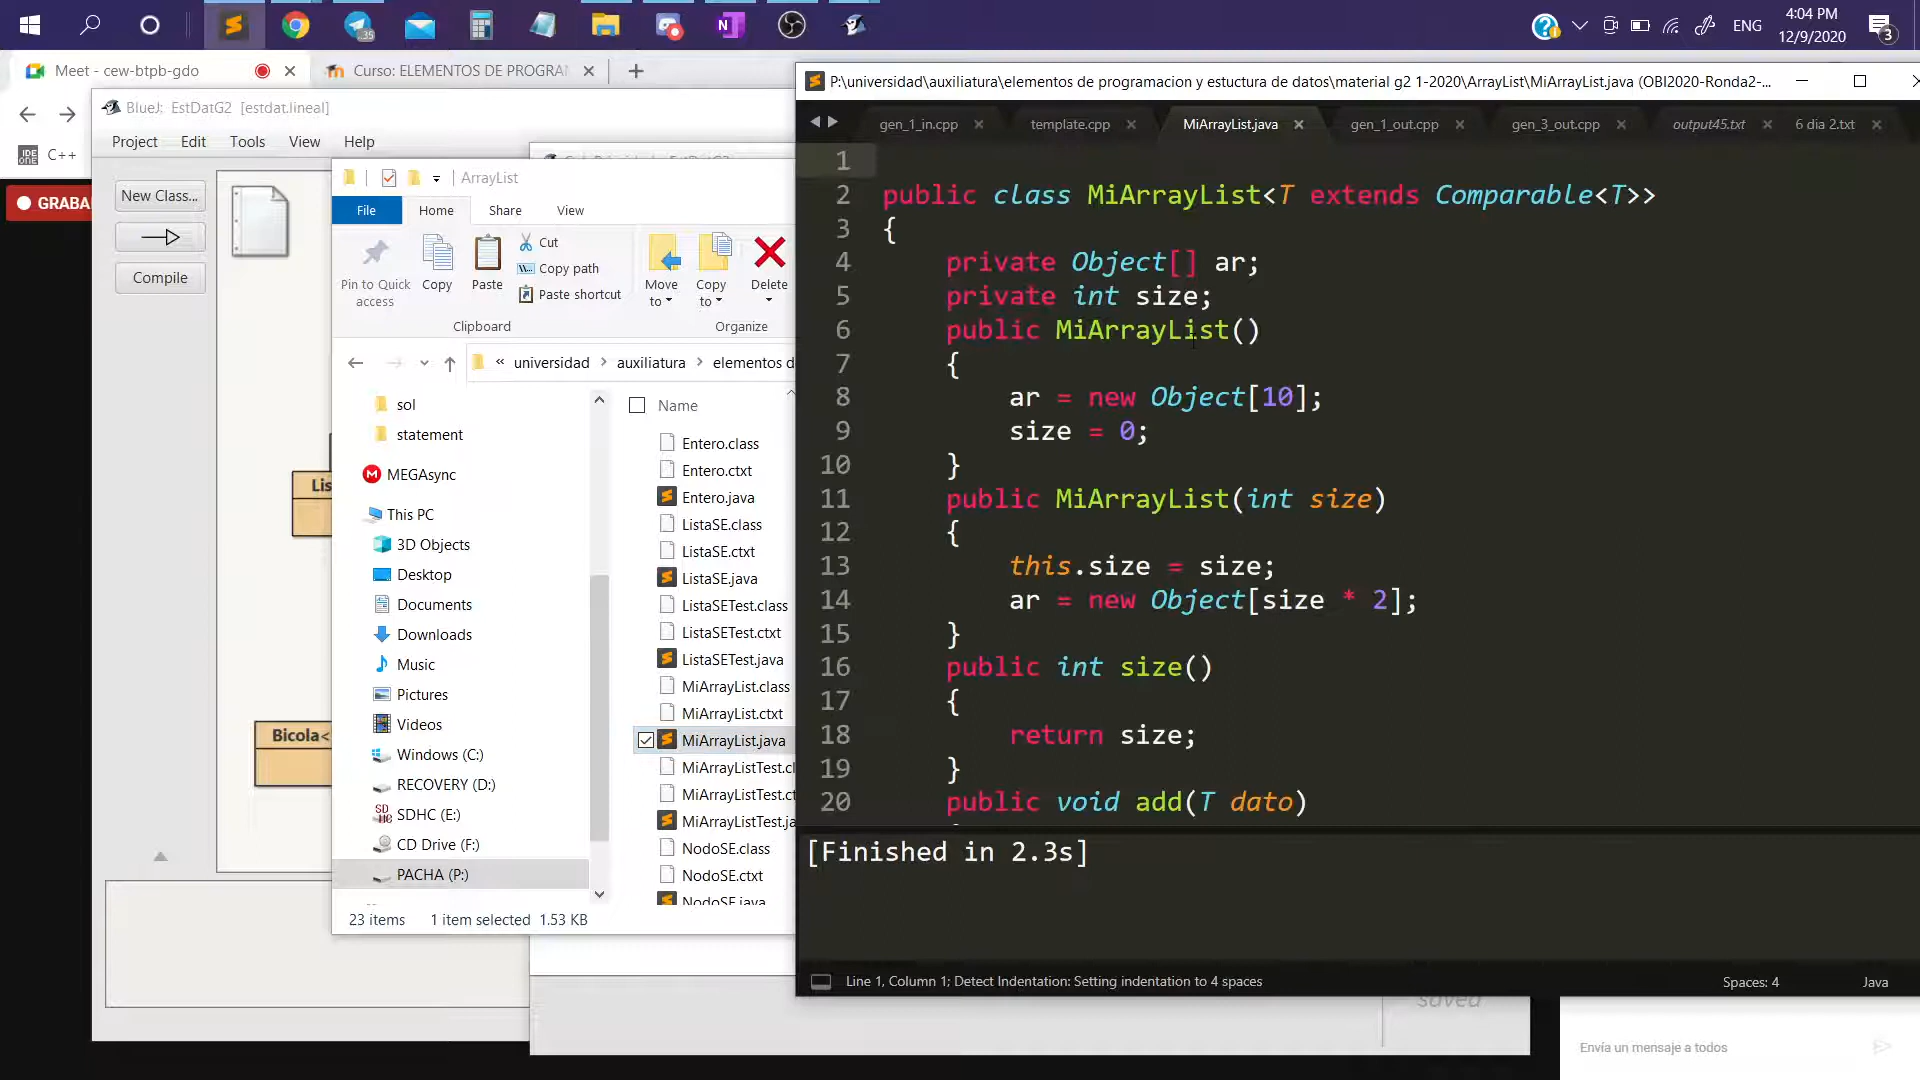 35
ENG
4:04 PM
12/9/2020
3
Meet - cew-btpb-gdo
Curso: ELEMENTOS DE PROGRA
C++
GRABA
BlueJ: EstDatG2 [estdat.lineal]
Project Edit Tools View Help
New Class...
Compile
Lis
Bicola<
ArrayList
File Home Share View
Pin to Quick access
Copy
Paste
Cut
Copy path
Paste shortcut
Move to
Copy to
Delete
Clipboard
Organize
« universidad > auxiliatura > elementos d
sol
statement
MEGAsync
This PC
3D Objects
Desktop
Documents
Downloads
Music
Pictures
Videos
Windows (C:)
RECOVERY (D:)
SDHC (E:)
CD Drive (F:)
PACHA (P:)
Name
Entero.class
Entero.ctxt
Entero.java
ListaSE.class
ListaSE.ctxt
ListaSE.java
ListaSETest.class
ListaSETest.ctxt
ListaSETest.java
MiArrayList.class
MiArrayList.ctxt
MiArrayList.java
MiArrayListTest.cl
MiArrayListTest.ct
MiArrayListTest.ja
NodoSE.class
NodoSE.ctxt
NodoSE.java
23 items 1 item selected 1.53 KB
P:\universidad\auxiliatura\elementos de programacion y estuctura de datos\material g2 1-2020\ArrayList\MiArrayList.java (OBI2020-Ronda2-...
gen_1_in.cpp template.cpp MiArrayList.java gen_1_out.cpp gen_3_out.cpp output45.txt 6 dia 2.txt
1
2 public class MiArrayList<T extends Comparable<T>>
3 {
4 private Object[] ar;
5 private int size;
6 public MiArrayList()
7 {
8 ar = new Object[10];
9 size = 0;
10 }
11 public MiArrayList(int size)
12 {
13 this.size = size;
14 ar = new Object[size * 2];
15 }
16 public int size()
17 {
18 return size;
19 }
20 public void add(T dato)
[Finished in 2.3s]
Line 1, Column 1; Detect Indentation: Setting indentation to 4 spaces
Spaces: 4
Java
saved
Envía un mensaje a todos